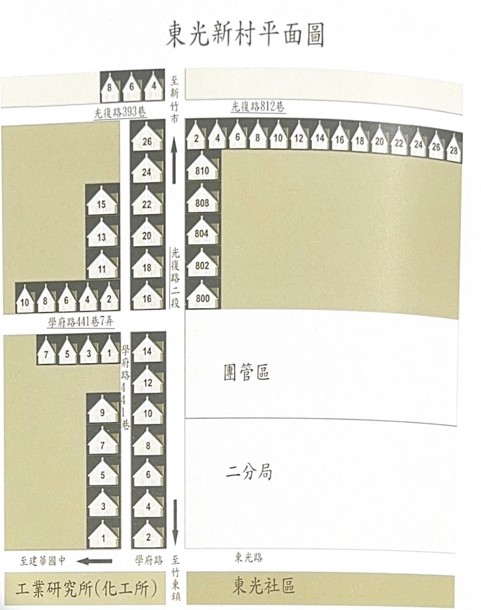 東光新村平面圖
8 6 4
至新竹市
光復路393巷
光復路812巷
26
24
22
20
18
16
15
13
11
10 8 6 4 2
2 4 6 8 10 12 14 16 18 20 22 24 26 28
810
808
804
802
800
光復路二段
學府路441巷7弄
7 5 3 1
學府路441巷
14
12
10
8
6
4
2
9
7
5
3
1
團管區
二分局
至建華國中
學府路
至竹東鎮
東光路
工業研究所(化工所)
東光社區